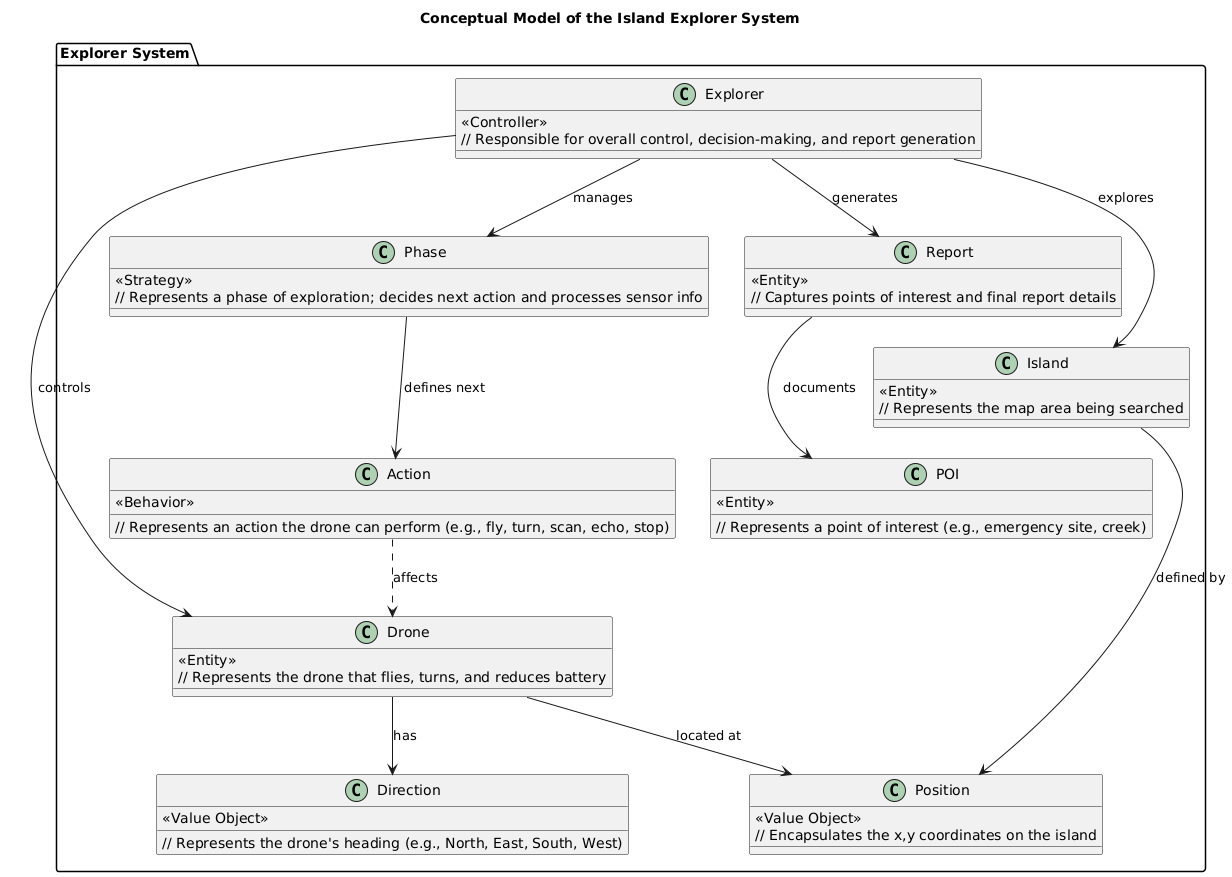 Conceptual Model of the Island Explorer System
Explorer System
C Explorer
«Controller»
// Responsible for overall control, decision-making, and report generation
manages
generates
explores
C Phase
«Strategy»
// Represents a phase of exploration; decides next action and processes sensor info
C Report
«Entity»
// Captures points of interest and final report details
C Island
«Entity»
// Represents the map area being searched
controls
defines next
documents
C Action
«Behavior»
// Represents an action the drone can perform (e.g., fly, turn, scan, echo, stop)
C POI
«Entity»
// Represents a point of interest (e.g., emergency site, creek)
affects
defined by
C Drone
«Entity»
// Represents the drone that flies, turns, and reduces battery
has
located at
C Direction
«Value Object»
// Represents the drone's heading (e.g., North, East, South, West)
C Position
«Value Object»
// Encapsulates the x,y coordinates on the island